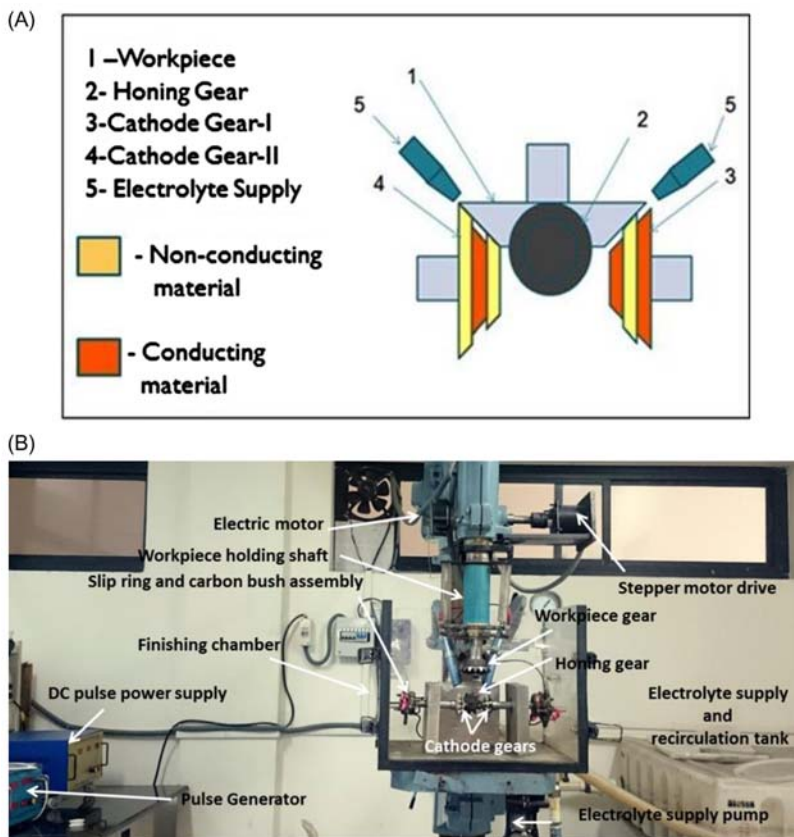 (A)
1 –Workpiece
2- Honing Gear
3-Cathode Gear-I
4-Cathode Gear-II
5- Electrolyte Supply
- Non-conducting
material
- Conducting
material
1
5
2
5
4
3
(B)
Electric motor
Workpiece holding shaft
Slip ring and carbon bush assembly
Stepper motor drive
Workpiece gear
Finishing chamber
Honing gear
DC pulse power supply
Electrolyte supply
and
recirculation tank
Cathode gears
Pulse Generator
Electrolyte supply pump